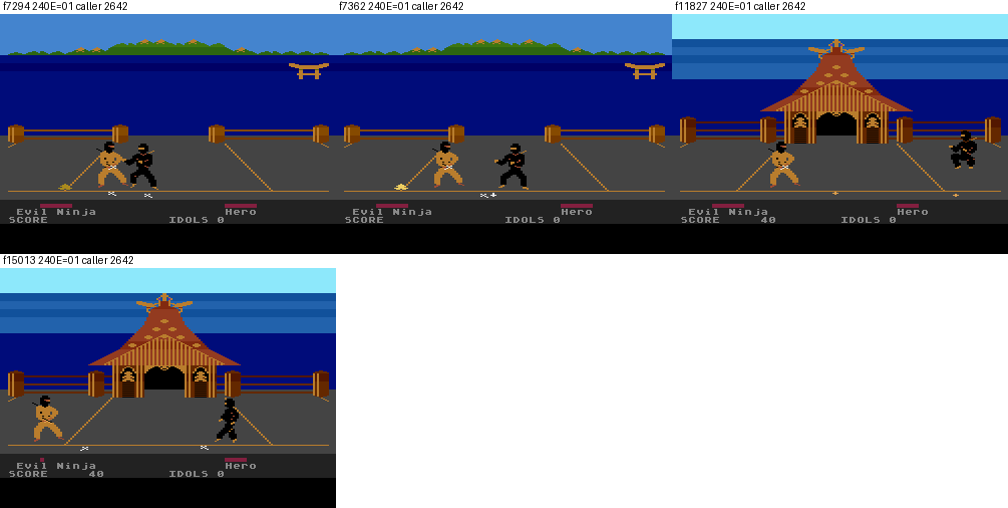 f7294 240E=01 caller 2642
f7362 240E=01 caller 2642
f11827 240E=01 caller 2642
Evil Ninja Hero
SCORE IDOLS 0
Evil Ninja Hero
SCORE IDOLS 0
Evil Ninja Hero
SCORE 40 IDOLS 0
f15013 240E=01 caller 2642
Evil Ninja Hero
SCORE 40 IDOLS 0